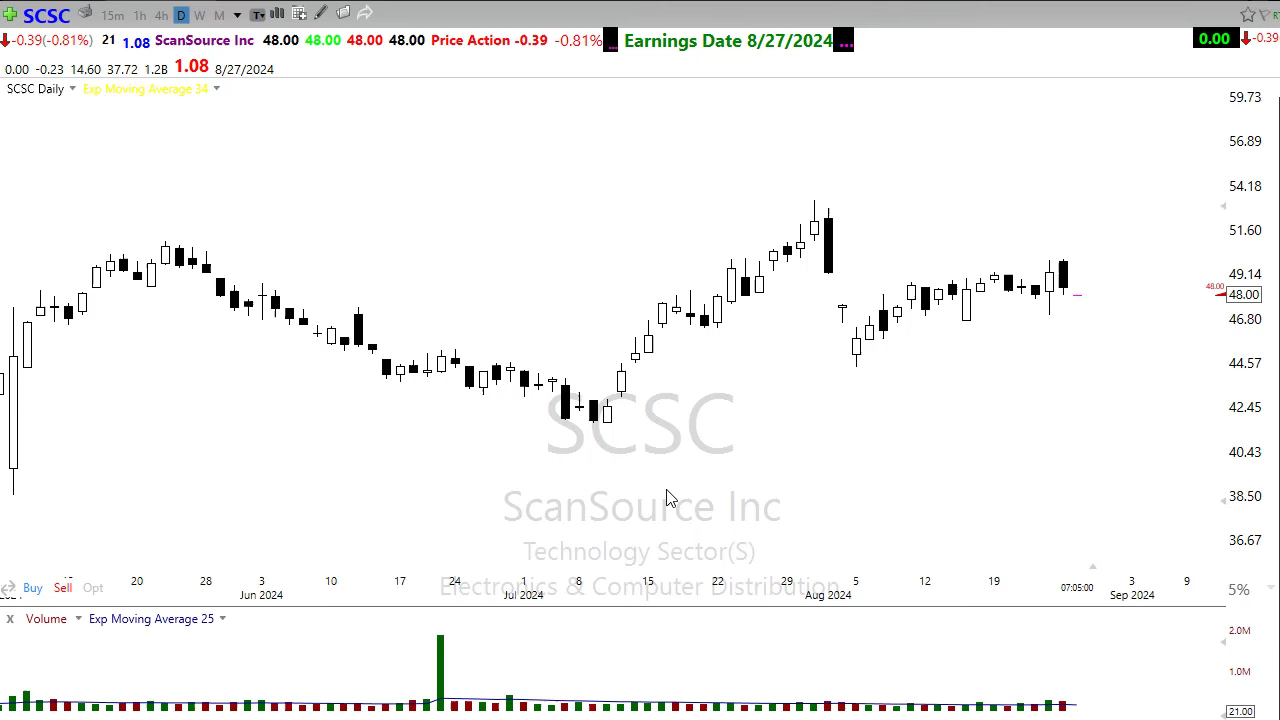 SCSC 15m 1h 4h D W M T
-0.39(-0.81%) 21 1.08 ScanSource Inc 48.00 48.00 48.00 48.00 Price Action -0.39 -0.81% ... Earnings Date 8/27/2024 ... 0.00 -0.39
0.00 -0.23 14.60 37.72 1.2B 1.08 8/27/2024
SCSC Daily Exp Moving Average 34
59.73
56.89
54.18
51.60
49.14
48.00 48.00
46.80
44.57
42.45
40.43
38.50
36.67
SCSC
ScanSource Inc
Technology Sector(S)
Electronics & Computer Distribution
20 28 3 10 17 24 1 8 15 22 29 5 12 19 3 9
Buy Sell Opt 07:05:00 5%
Jun 2024 Jul 2024 Aug 2024 Sep 2024
X Volume Exp Moving Average 25
2.0M
1.0M
21.00